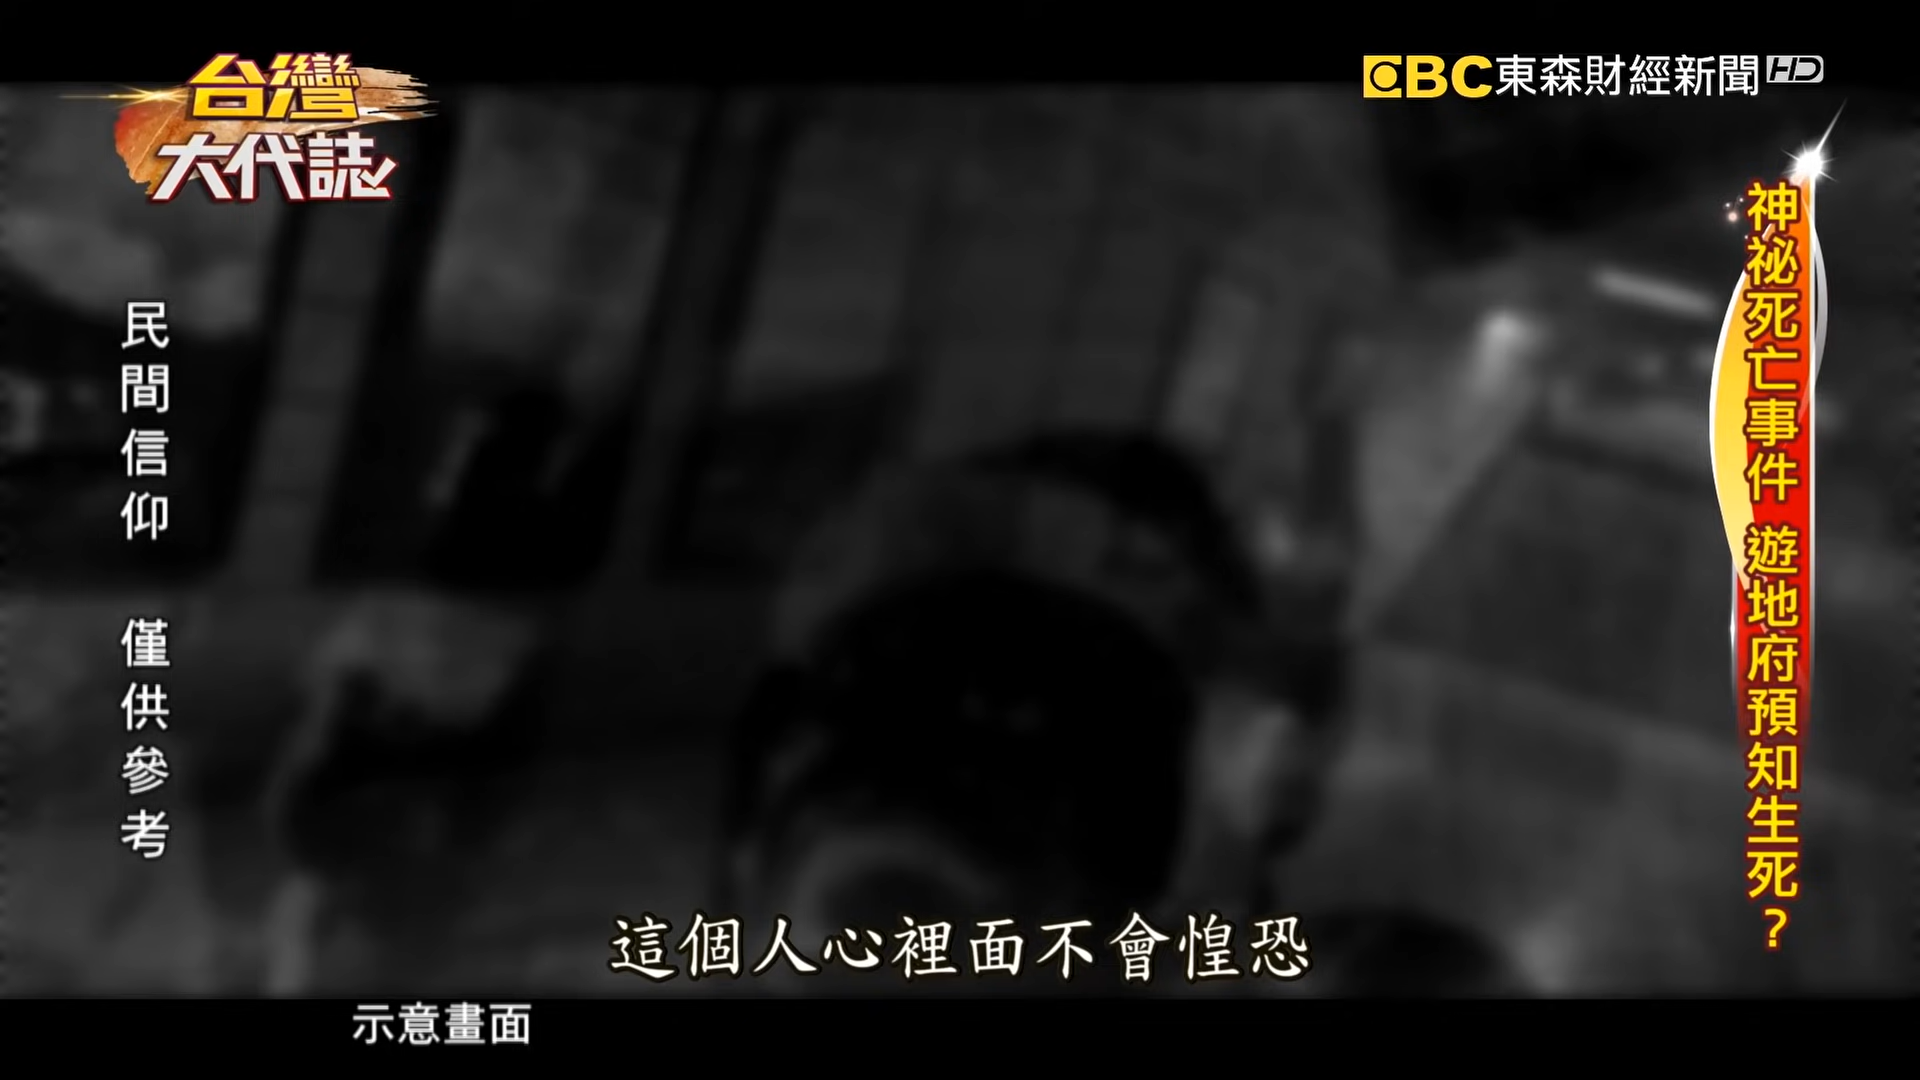 台灣
大代誌
EBC東森財經新聞HD
神祕死亡事件 遊地府預知生死？
民間信仰 僅供參考
這個人心裡面不會惶恐
示意畫面